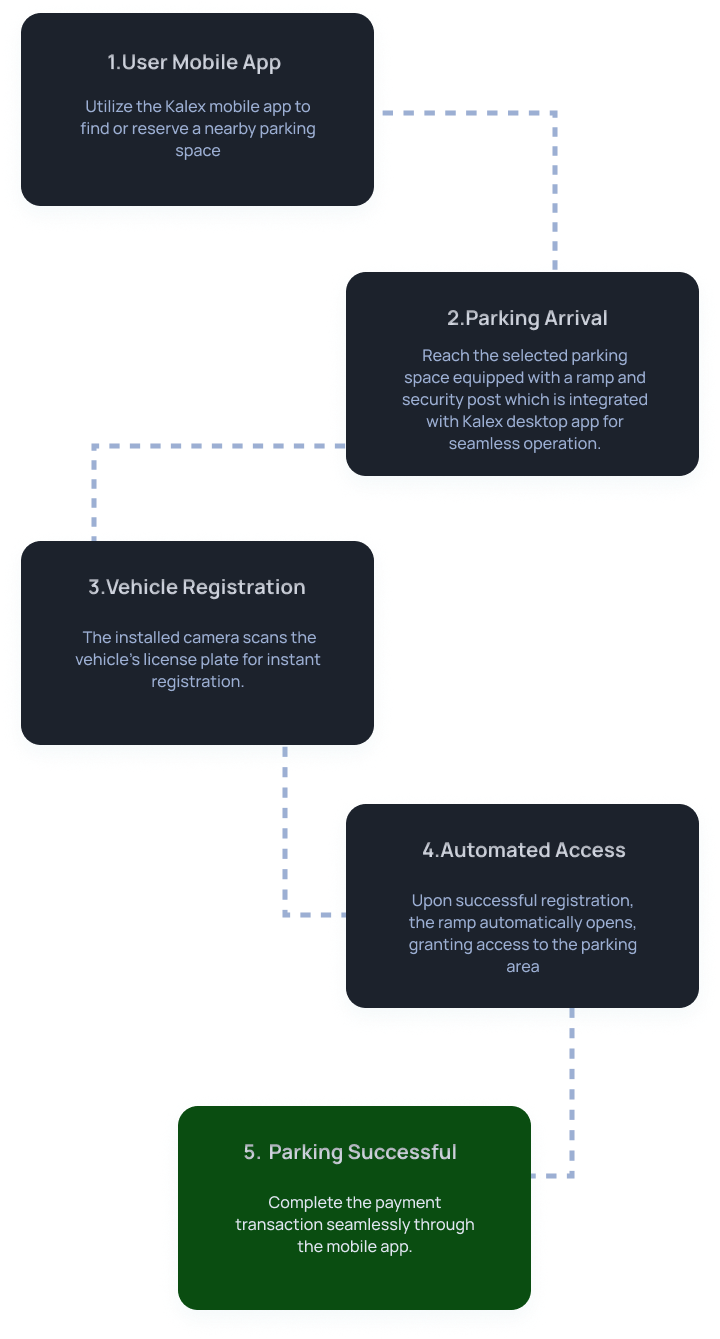 1.User Mobile App
Utilize the Kalex mobile app to
find or reserve a nearby parking
space
2.Parking Arrival
Reach the selected parking
space equipped with a ramp and
security post which is integrated
with Kalex desktop app for
seamless operation.
3.Vehicle Registration
The installed camera scans the
vehicle's license plate for instant
registration.
4.Automated Access
Upon successful registration,
the ramp automatically opens,
granting access to the parking
area
5. Parking Successful
Complete the payment
transaction seamlessly through
the mobile app.